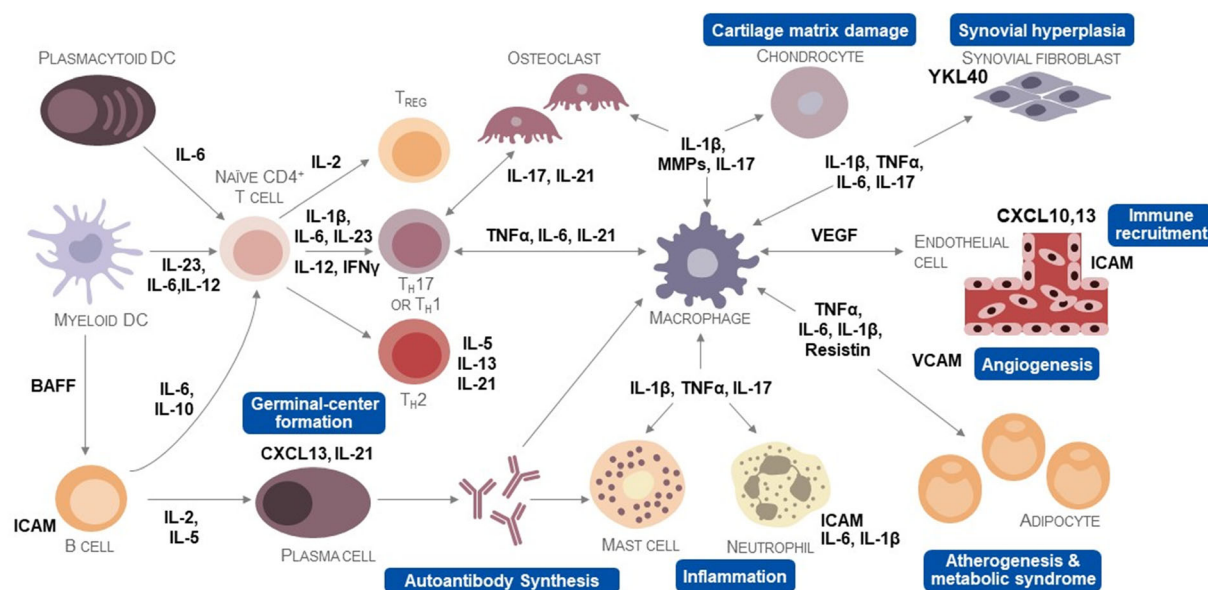 PLASMACYTOID DC
OSTEOCLAST
Cartilage matrix damage
CHONDROCYTE
Synovial hyperplasia
SYNOVIAL FIBROBLAST
YKL40
TREG
IL-6
IL-2
NAÏVE CD4+
T CELL
IL-1β,
MMPs, IL-17
IL-17, IL-21
IL-1β, TNFα,
IL-6, IL-17
IL-1β,
IL-6, IL-23
IL-12, IFNγ
TNFα, IL-6, IL-21
VEGF
CXCL10,13
Immune
recruitment
ENDOTHELIAL
CELL
ICAM
IL-23,
IL-6,IL-12
MYELOID DC
TH17
OR TH1
MACROPHAGE
TNFα,
IL-6, IL-1β,
Resistin
VCAM
Angiogenesis
BAFF
IL-6,
IL-10
IL-5
IL-13
IL-21
TH2
IL-1β, TNFα, IL-17
Germinal-center
formation
CXCL13, IL-21
ICAM
B CELL
IL-2,
IL-5
PLASMA CELL
MAST CELL
NEUTROPHIL
ICAM
IL-6, IL-1β
ADIPOCYTE
Autoantibody Synthesis
Inflammation
Atherogenesis &
metabolic syndrome